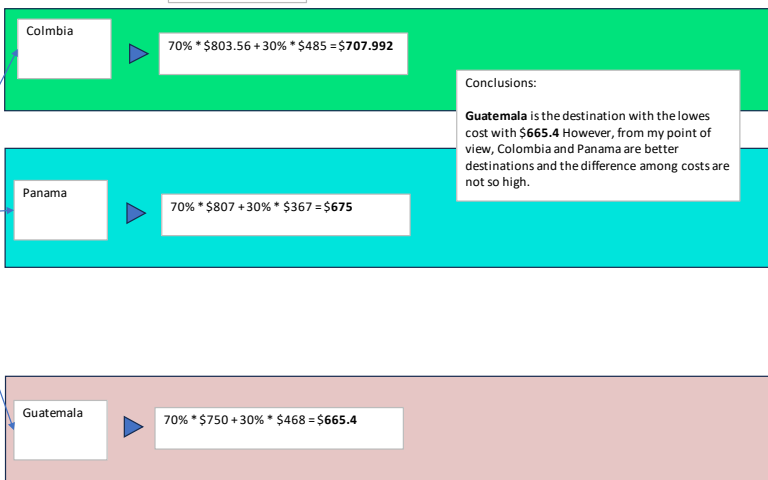 Colmbia
70% * $803.56 + 30% * $485 = $707.992
Conclusions:
Guatemala is the destination with the lowes
cost with $665.4 However, from my point of
view, Colombia and Panama are better
destinations and the difference among costs are
not so high.
Panama
70% * $807 + 30% * $367 = $675
Guatemala
70% * $750 + 30% * $468 = $665.4